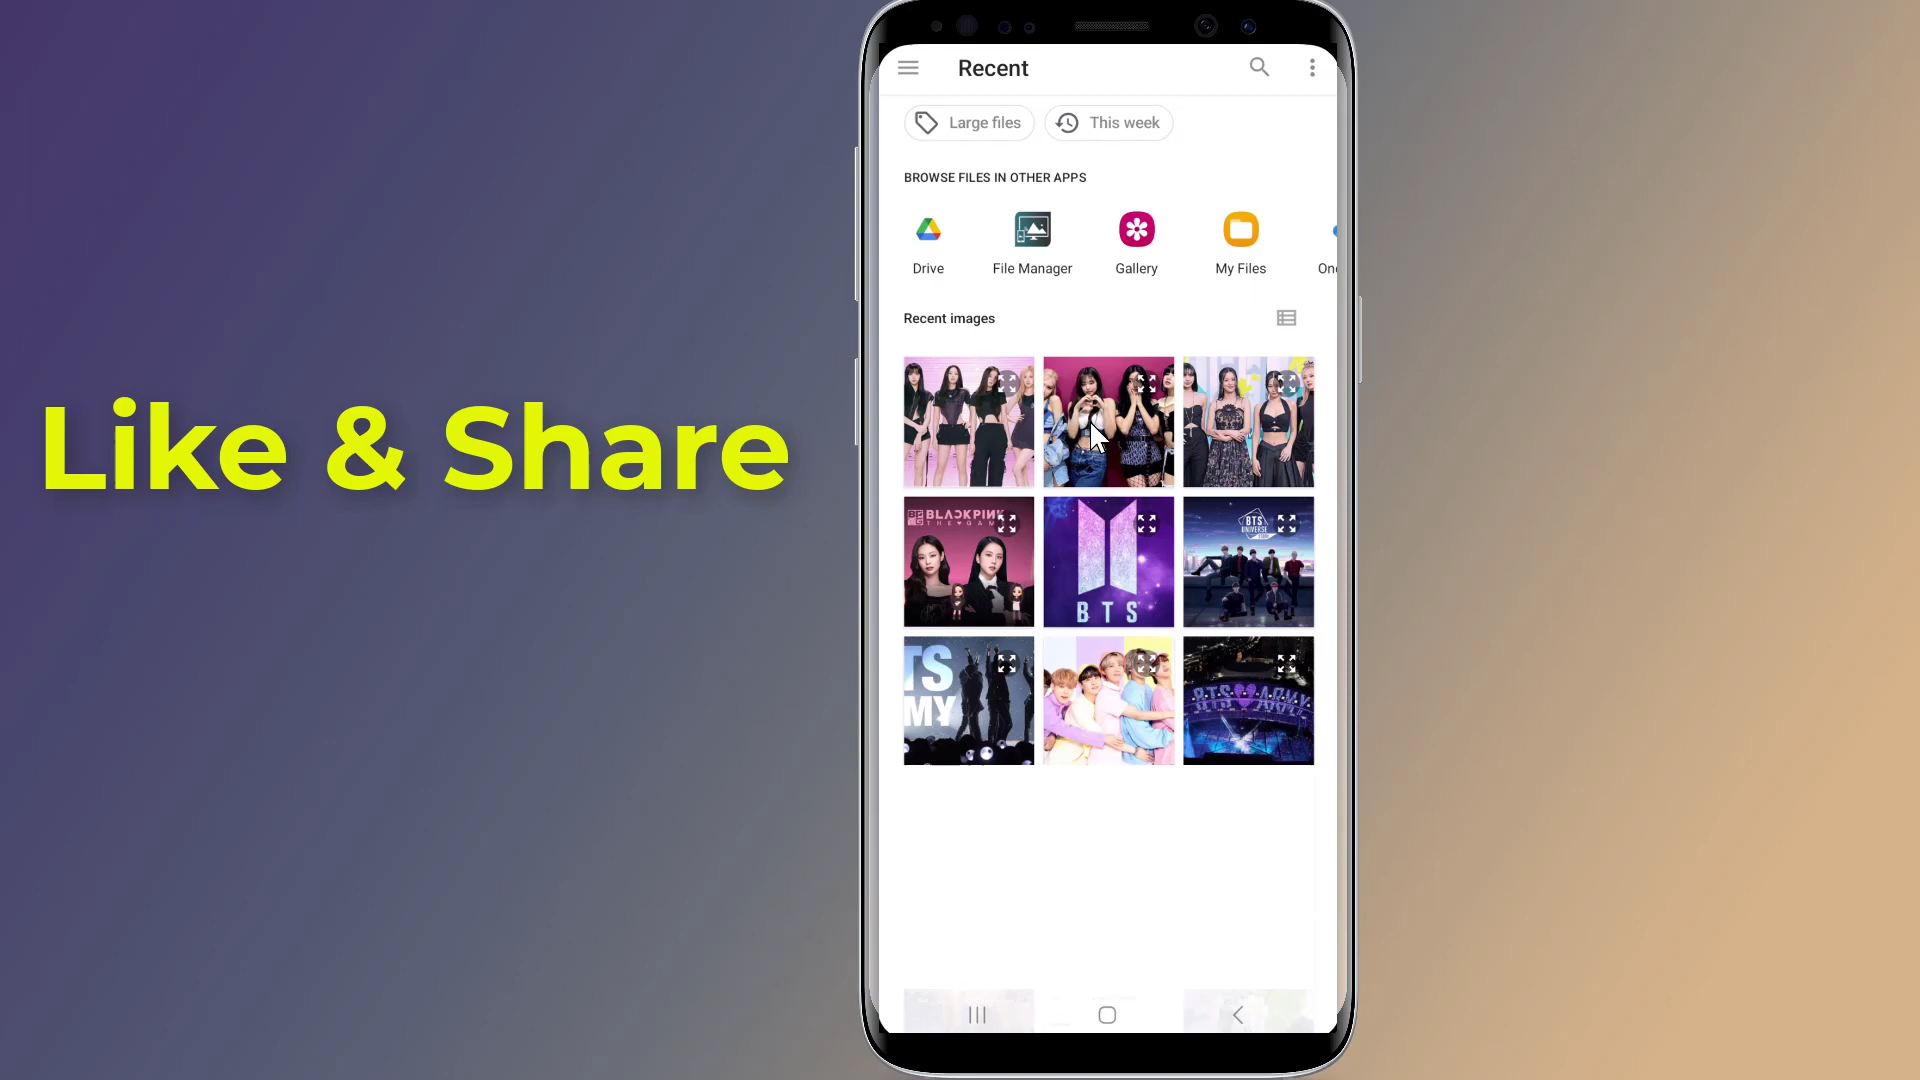 Like & Share
Recent
Large files
This week
BROWSE FILES IN OTHER APPS
Drive
File Manager
Gallery
My Files
Recent images
BLACKPINK
THE GAME
BTS
BTS
UNIVERSE
TS
MY
BTS ARMY